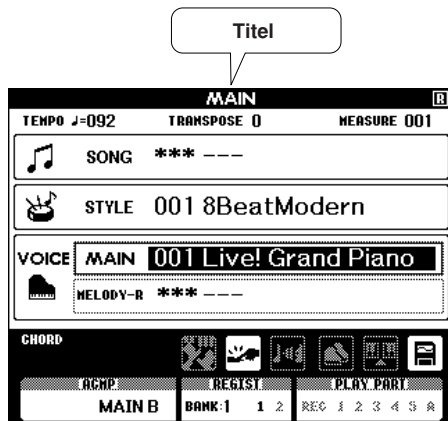 Titel
MAIN R
TEMPO ♩=092 TRANSPOSE 0 MEASURE 001
SONG *** ---
STYLE 001 8BeatModern
VOICE MAIN 001 Live! Grand Piano
MELODY-R *** ---
CHORD
ACMP REGIST PLAY PART
MAIN B BANK:1 1 2 REC 1 2 3 4 5 A